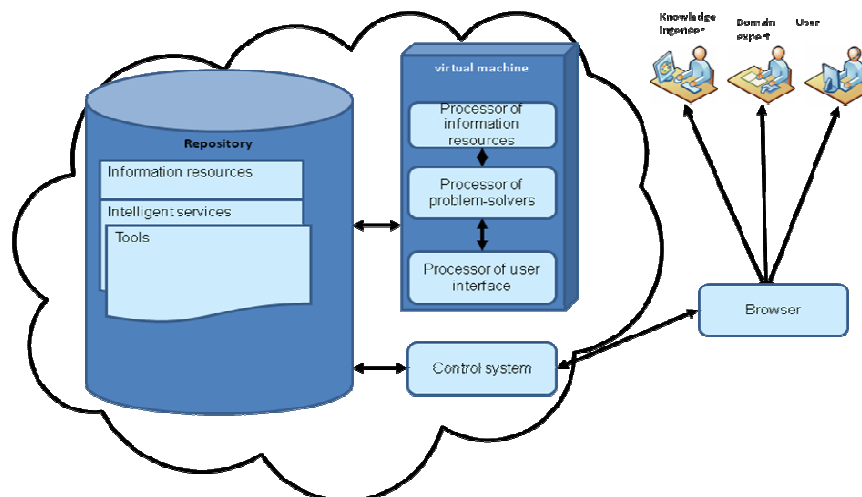 Knowledge
Domain
expert
User
virtual machine
Processor of
information
resources
Repository
Information resources
Processor of
problem-solvers
Intelligent services
Tools
Processor of user
interface
Browser
Control system